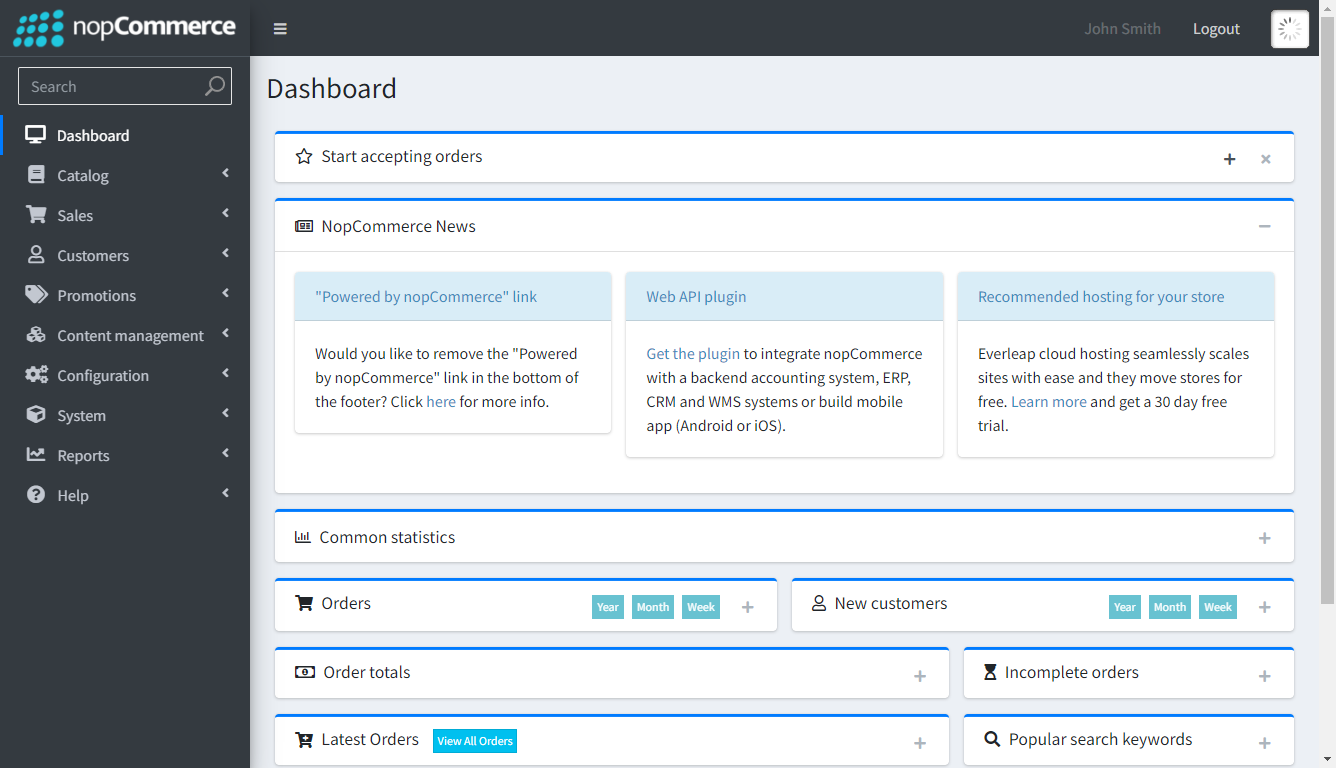 nopCommerce
John Smith
Logout
Search
Dashboard
Catalog
Sales
Customers
Promotions
Content management
Configuration
System
Reports
Help
Dashboard
Start accepting orders
NopCommerce News
"Powered by nopCommerce" link
Would you like to remove the "Powered
by nopCommerce" link in the bottom of
the footer? Click here for more info.
Web API plugin
Get the plugin to integrate nopCommerce
with a backend accounting system, ERP,
CRM and WMS systems or build mobile
app (Android or iOS).
Recommended hosting for your store
Everleap cloud hosting seamlessly scales
sites with ease and they move stores for
free. Learn more and get a 30 day free
trial.
Common statistics
Orders
Year Month Week
New customers
Year Month Week
Order totals
Incomplete orders
Latest Orders View All Orders
Popular search keywords